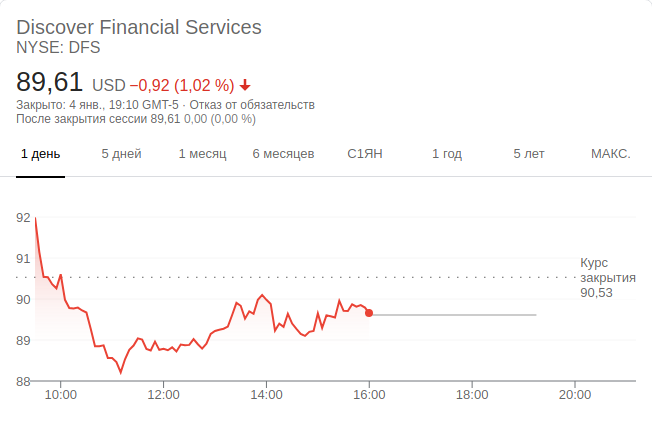 Discover Financial Services
NYSE: DFS
89,61 USD −0,92 (1,02 %)
Закрыто: 4 янв., 19:10 GMT-5 · Отказ от обязательств
После закрытия сессии 89,61 0,00 (0,00 %)
1 день 5 дней 1 месяц 6 месяцев С1ЯН 1 год 5 лет МАКС.
92
91
90
89
88
Курс
закрытия
90,53
10:00 12:00 14:00 16:00 18:00 20:00